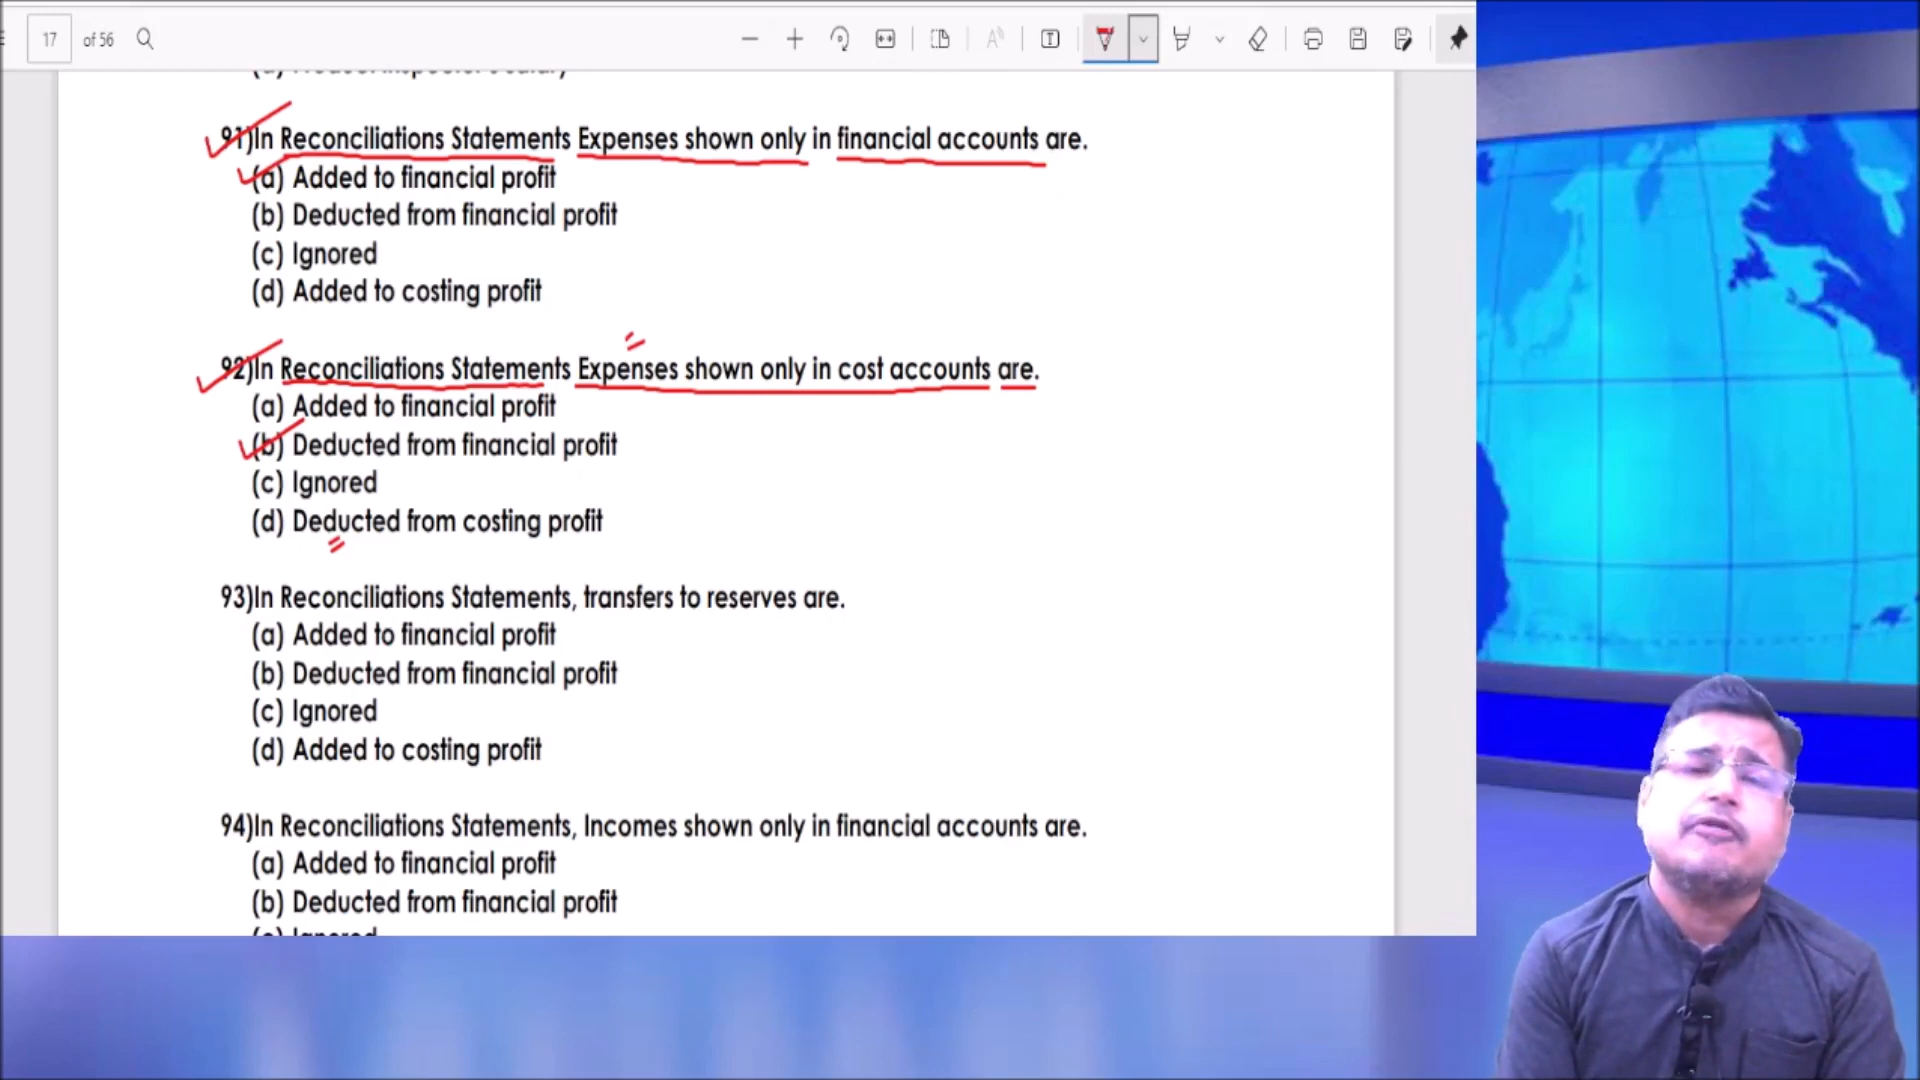 17 of 56
91)In Reconciliations Statements Expenses shown only in financial accounts are.
(a) Added to financial profit
(b) Deducted from financial profit
(c) Ignored
(d) Added to costing profit
92)In Reconciliations Statements Expenses shown only in cost accounts are.
(a) Added to financial profit
(b) Deducted from financial profit
(c) Ignored
(d) Deducted from costing profit
93)In Reconciliations Statements, transfers to reserves are.
(a) Added to financial profit
(b) Deducted from financial profit
(c) Ignored
(d) Added to costing profit
94)In Reconciliations Statements, Incomes shown only in financial accounts are.
(a) Added to financial profit
(b) Deducted from financial profit